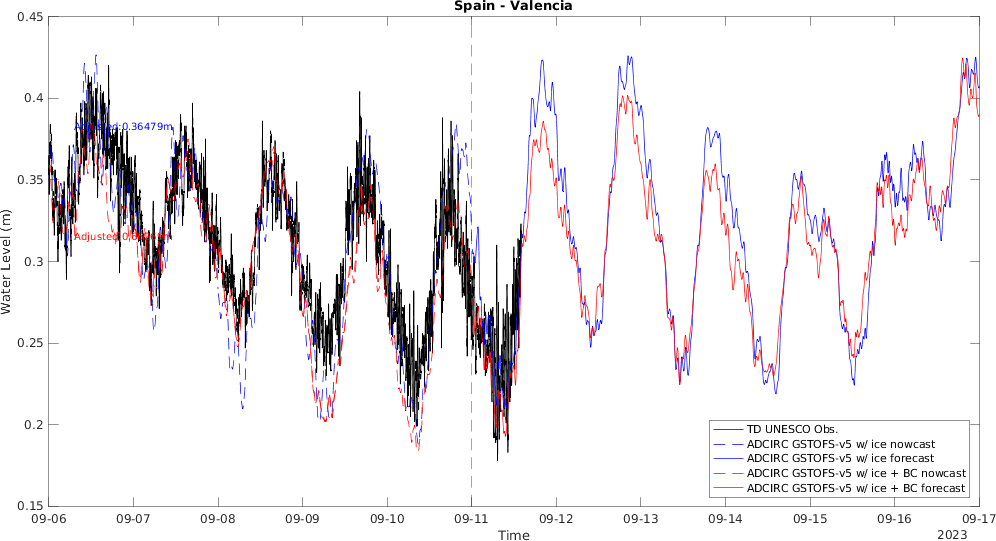 Spain - Valencia
0.45
0.4
0.35
0.3
0.25
0.2
0.15
Water Level (m)
:0.36479m
Adjusted
09-06
09-07
09-08
09-09
09-10
09-11
09-12
09-13
09-14
09-15
09-16
09-17
Time
2023
TD UNESCO Obs.
ADCIRC GSTOFS-v5 w/ ice nowcast
ADCIRC GSTOFS-v5 w/ ice forecast
ADCIRC GSTOFS-v5 w/ ice + BC nowcast
ADCIRC GSTOFS-v5 w/ ice + BC forecast